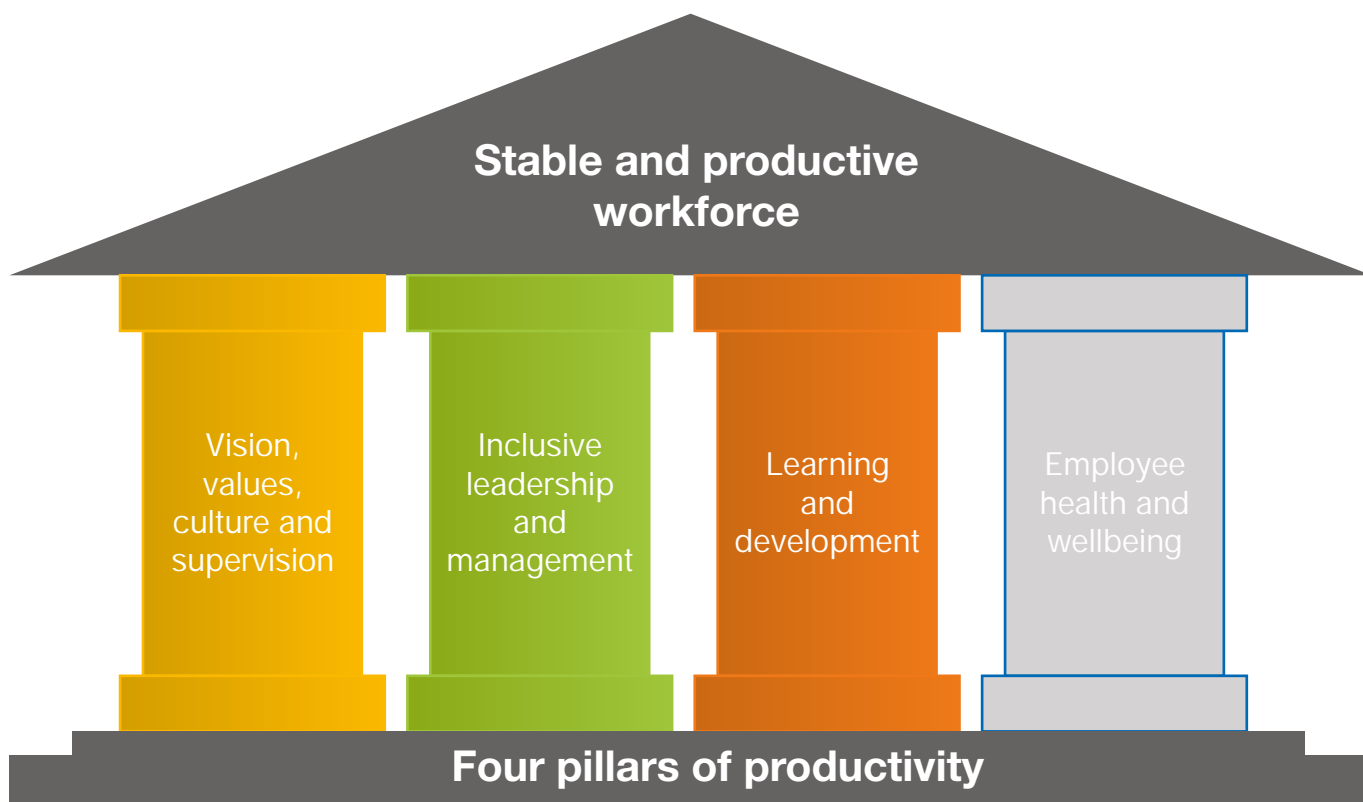 Stable and productive
workforce
Vision,
values,
culture and
supervision
Inclusive
leadership
and
management
Learning
and
development
Employee
health and
wellbeing
Four pillars of productivity